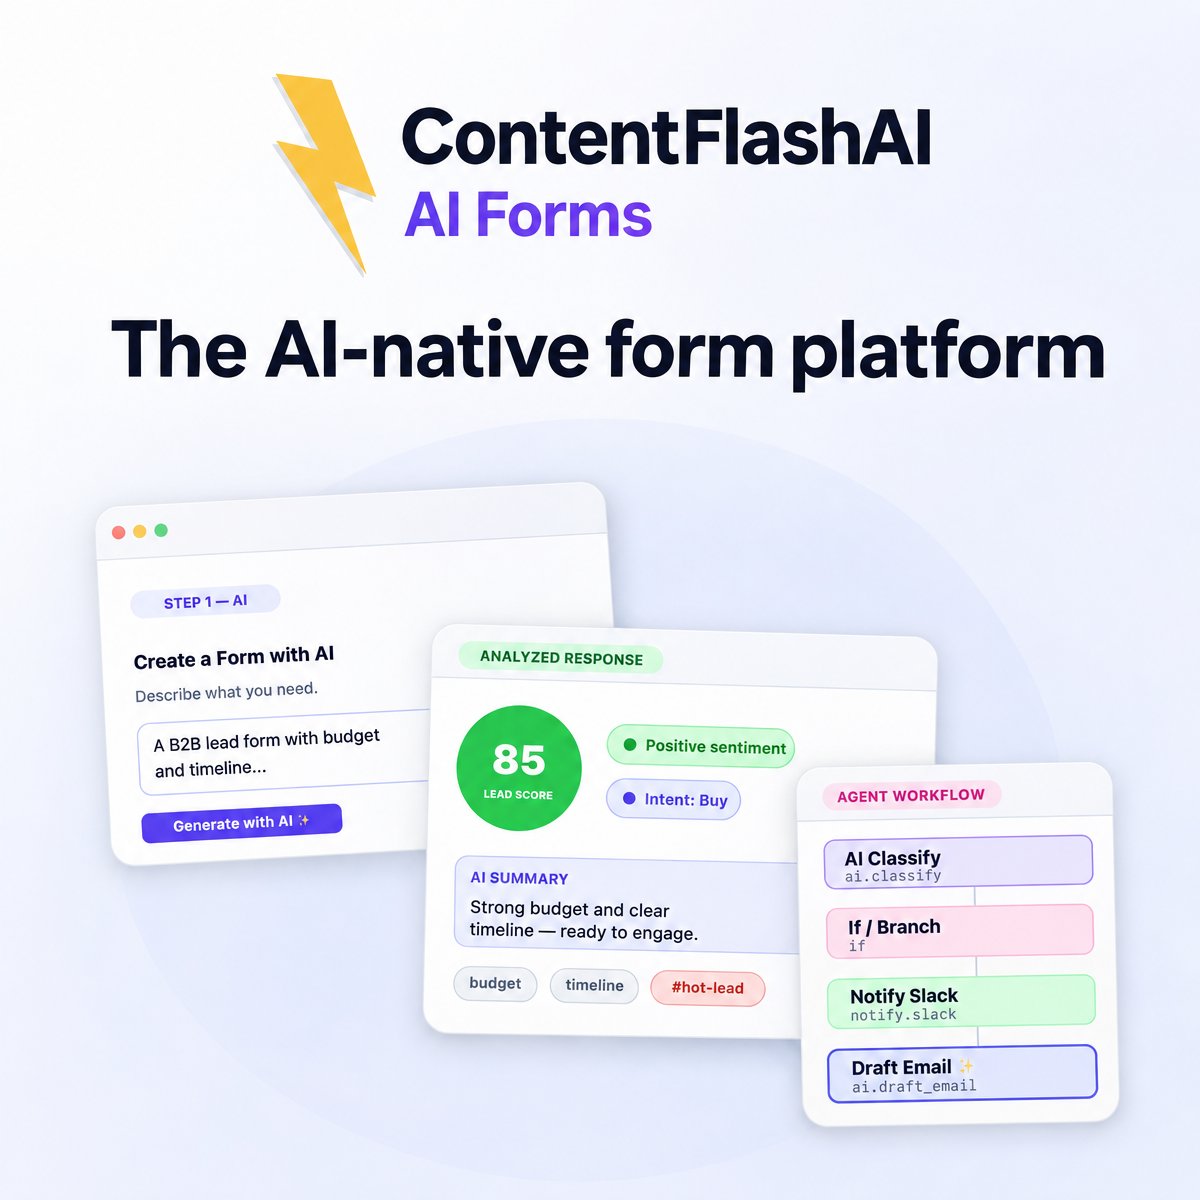 ContentFlashAI
AI Forms
The AI-native form platform
STEP 1 — AI
Create a Form with AI
Describe what you need.
A B2B lead form with budget
and timeline...
Generate with AI ✨
ANALYZED RESPONSE
85
LEAD SCORE
Positive sentiment
Intent: Buy
AI SUMMARY
Strong budget and clear
timeline — ready to engage.
budget
timeline
#hot-lead
AGENT WORKFLOW
AI Classify
ai.classify
If / Branch
if
Notify Slack
notify.slack
Draft Email ✨
ai.draft_email